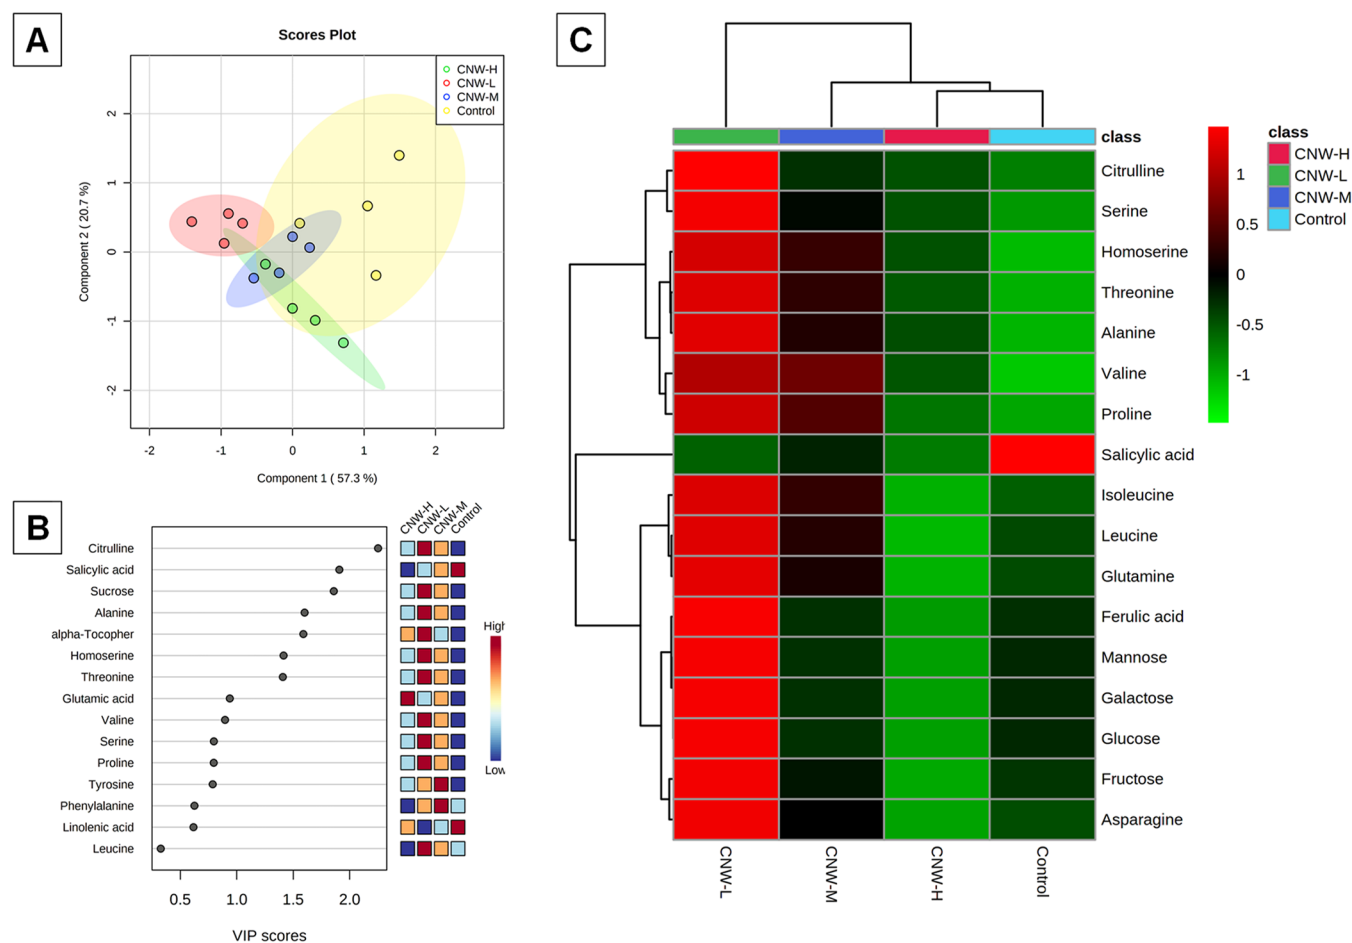 A
Scores Plot
CNW-H
CNW-L
CNW-M
Control
Component 2 ( 20.7 %)
2
1
0
-1
-2
-2
-1
0
1
2
Component 1 ( 57.3 %)
B
CNW-H
CNW-L
CNW-M
Control
Citrulline
Salicylic acid
Sucrose
Alanine
alpha-Tocopher
Homoserine
Threonine
Glutamic acid
Valine
Serine
Proline
Tyrosine
Phenylalanine
Linolenic acid
Leucine
High
Low
0.5
1.0
1.5
2.0
VIP scores
C
class
Citrulline
Serine
Homoserine
Threonine
Alanine
Valine
Proline
Salicylic acid
Isoleucine
Leucine
Glutamine
Ferulic acid
Mannose
Galactose
Glucose
Fructose
Asparagine
CNW-L
CNW-M
CNW-H
Control
1
0.5
0
-0.5
-1
class
CNW-H
CNW-L
CNW-M
Control